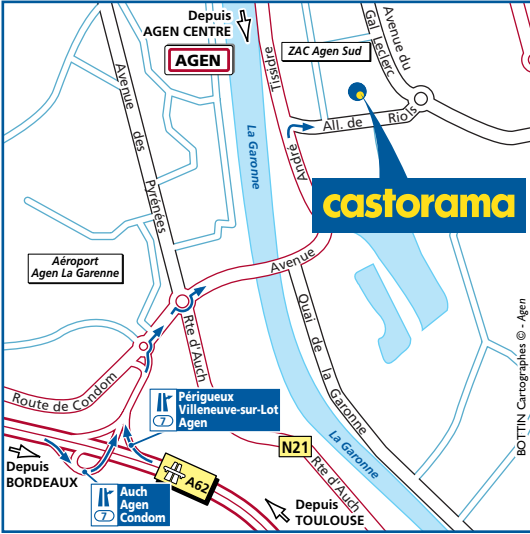 Depuis
AGEN CENTRE
AGEN
ZAC Agen Sud
Avenue du
Gal Leclerc
Tissidre
Avenue des Pyrénées
La Garonne
All. de Riols
André
castorama
Aéroport
Agen La Garenne
Avenue
Quai de la Garonne
Rte d'Auch
Route de Condom
7
Périgueux
Villeneuve-sur-Lot
Agen
N21
La Garonne
Rte d'Auch
Depuis
BORDEAUX
7
Auch
Agen
Condom
A62
Depuis
TOULOUSE
BOTTIN Cartographes © - Agen